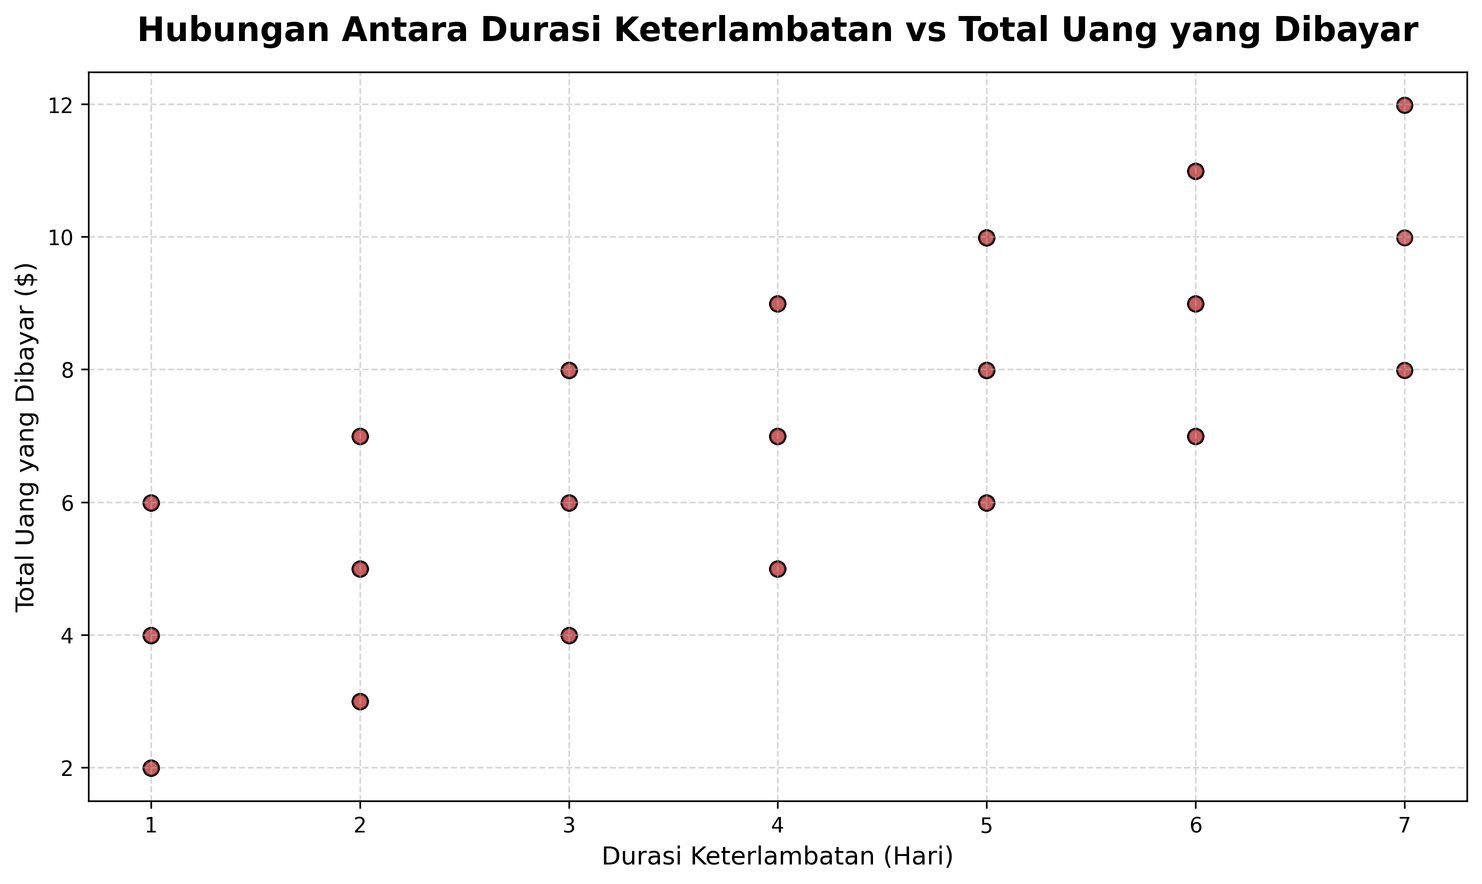 Hubungan Antara Durasi Keterlambatan vs Total Uang yang Dibayar
Total Uang yang Dibayar ($)
12
10
8
6
4
2
1 2 3 4 5 6 7
Durasi Keterlambatan (Hari)